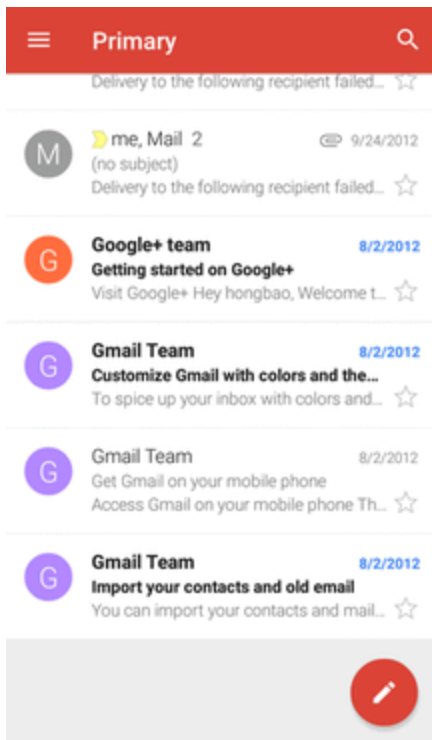 Primary
Delivery to the following recipient failed...
M
me, Mail 2
9/24/2012
(no subject)
Delivery to the following recipient failed...
G
Google+ team
8/2/2012
Getting started on Google+
Visit Google+ Hey hongbao, Welcome t...
G
Gmail Team
8/2/2012
Customize Gmail with colors and the...
To spice up your inbox with colors and...
G
Gmail Team
8/2/2012
Get Gmail on your mobile phone
Access Gmail on your mobile phone Th...
G
Gmail Team
8/2/2012
Import your contacts and old email
You can import your contacts and mail...